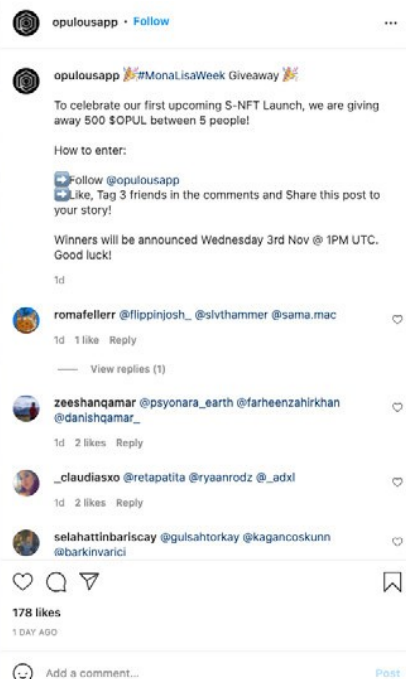 opulousapp • Follow
opulousapp 🎉#MonaLisaWeek Giveaway 🎉
To celebrate our first upcoming S-NFT Launch, we are giving
away 500 $OPUL between 5 people!
How to enter:
➡️Follow @opulousapp
➡️Like, Tag 3 friends in the comments and Share this post to
your story!
Winners will be announced Wednesday 3rd Nov @ 1PM UTC.
Good luck!
1d
romafellerr @flippinjosh_ @slvthammer @sama.mac
1d 1 like Reply
View replies (1)
zeeshanqamar @psyonara_earth @farheenzahirkhan
@danishqamar_
1d 2 likes Reply
_claudiasxo @retapatita @ryaanrodz @_adxl
1d 2 likes Reply
selahattinbariscay @gulsahtorkay @kagancoskunn
@barkinvarici
178 likes
1 DAY AGO
Add a comment... Post